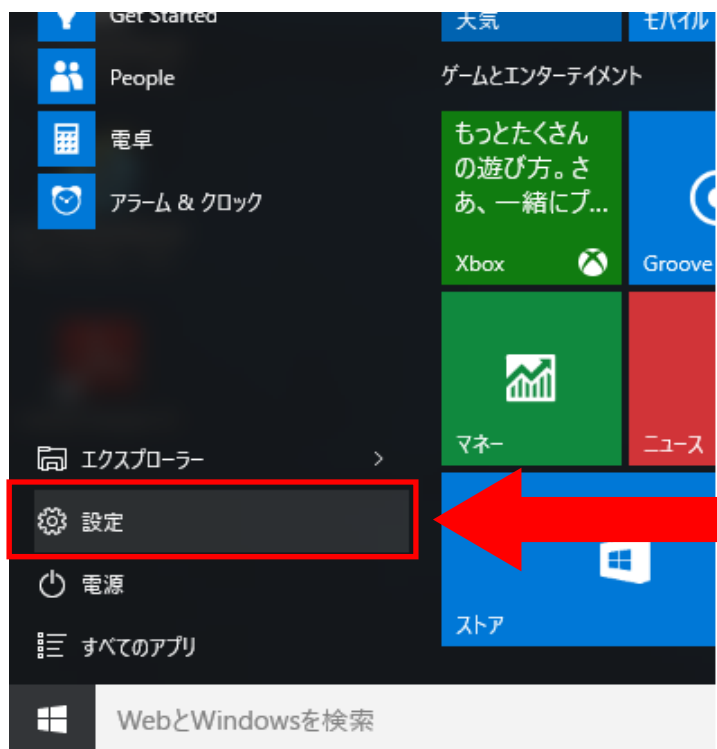 Get Started
People
電卓
アラーム & クロック
エクスプローラー
設定
電源
すべてのアプリ
WebとWindowsを検索
天気
モバイル
ゲームとエンターテイメント
もっとたくさん
の遊び方。さ
あ、一緒にプ...
Xbox
Groove
マネー
ニュース
ストア